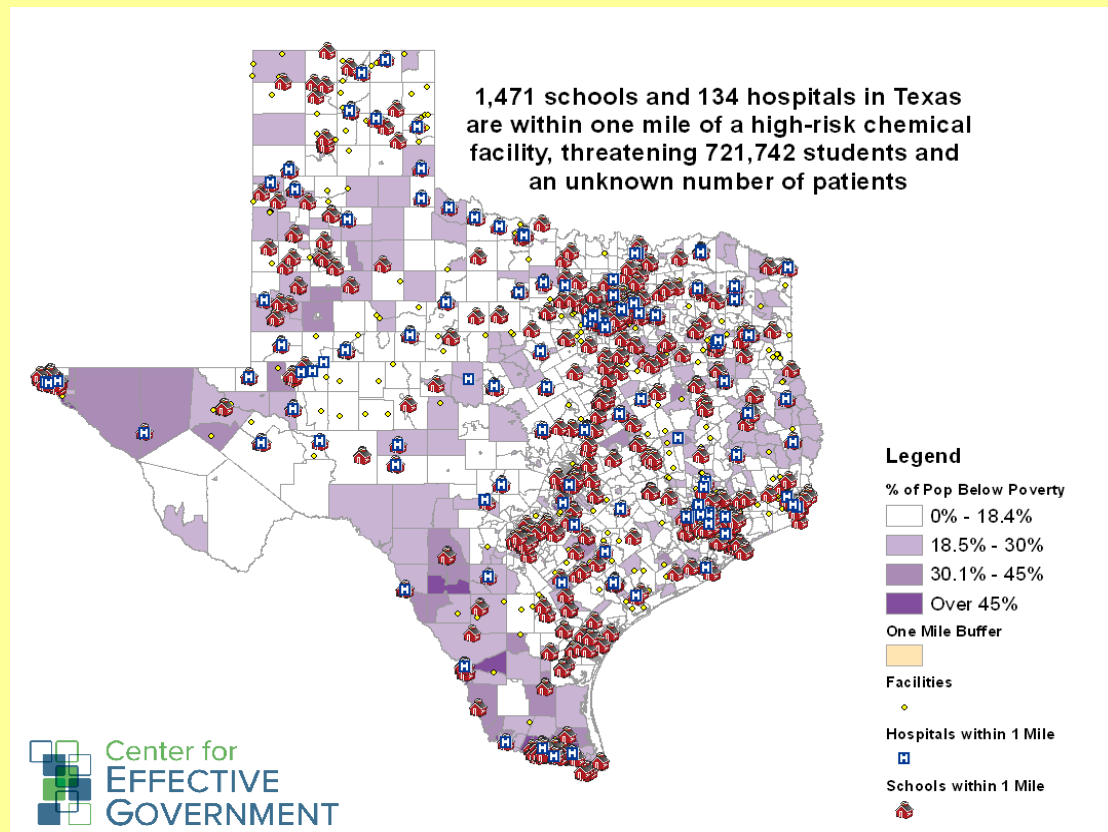 1,471 schools and 134 hospitals in Texas
are within one mile of a high-risk chemical
facility, threatening 721,742 students and
an unknown number of patients
Legend
% of Pop Below Poverty
0% - 18.4%
18.5% - 30%
30.1% - 45%
Over 45%
One Mile Buffer
Facilities
Hospitals within 1 Mile
H
Schools within 1 Mile
Center for
EFFECTIVE
GOVERNMENT